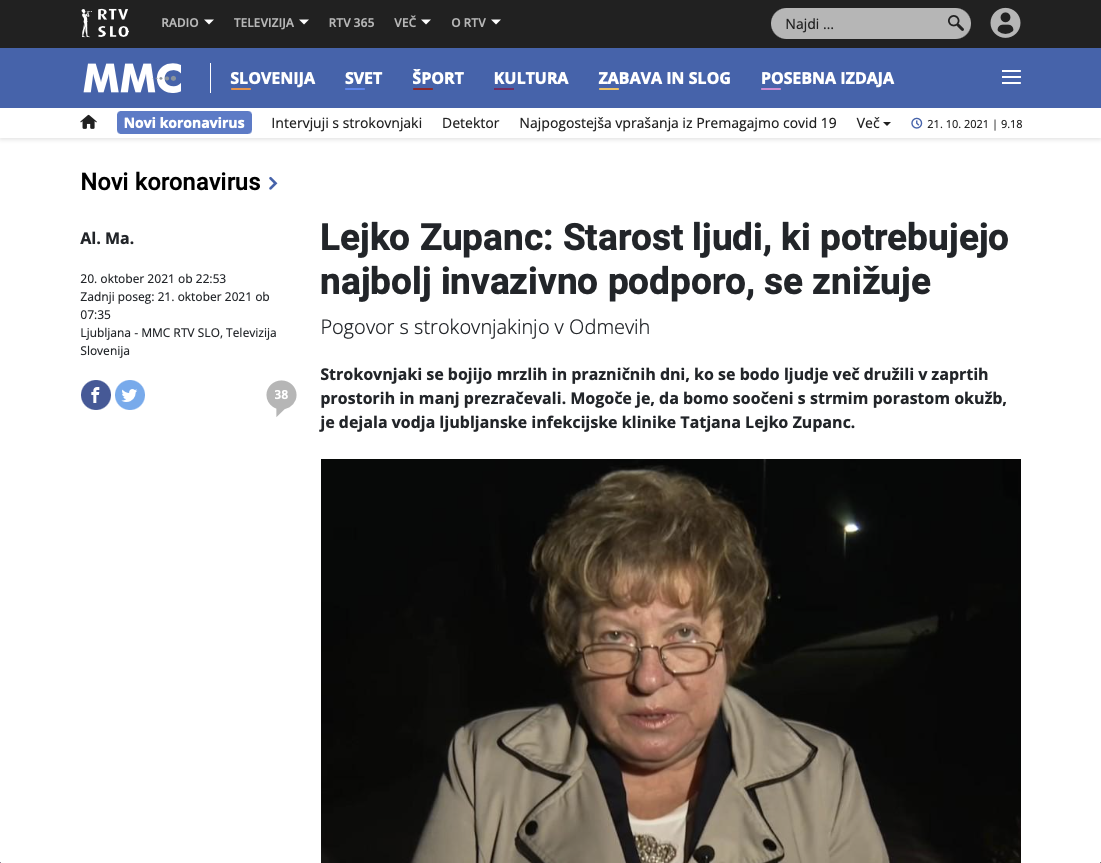 RTV
SLO
RADIO
TELEVIZIJA
RTV 365
VEČ
O RTV
Najdi ...
MMC
SLOVENIJA
SVET
ŠPORT
KULTURA
ZABAVA IN SLOG
POSEBNA IZDAJA
Novi koronavirus
Intervjuji s strokovnjaki
Detektor
Najpogostejša vprašanja iz Premagajmo covid 19
Več
21. 10. 2021 | 9.18
Novi koronavirus
Al. Ma.
20. oktober 2021 ob 22:53
Zadnji poseg: 21. oktober 2021 ob
07:35
Ljubljana - MMC RTV SLO, Televizija
Slovenija
38
Lejko Zupanc: Starost ljudi, ki potrebujejo
najbolj invazivno podporo, se znižuje
Pogovor s strokovnjakinjo v Odmevih
Strokovnjaki se bojijo mrzlih in prazničnih dni, ko se bodo ljudje več družili v zaprtih
prostorih in manj prezračevali. Mogoče je, da bomo soočeni s strmim porastom okužb,
je dejala vodja ljubljanske infekcijske klinike Tatjana Lejko Zupanc.